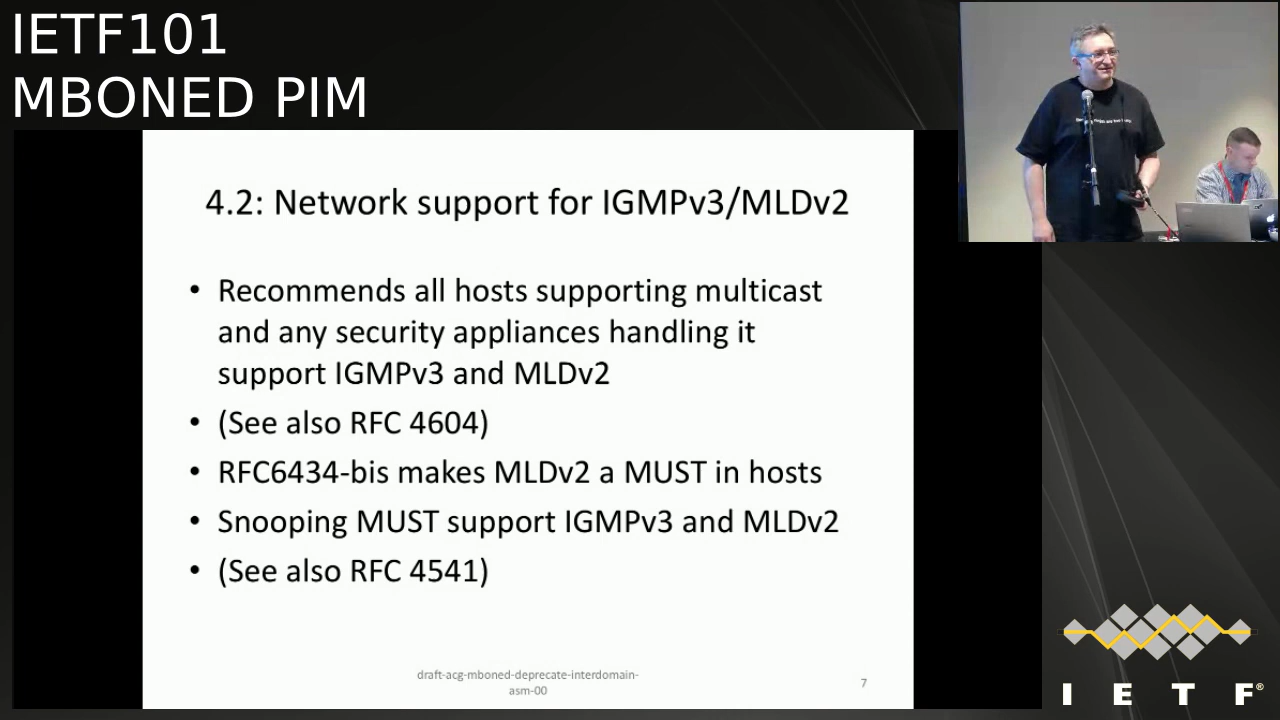 IETF101
MBONED PIM
4.2: Network support for IGMPv3/MLDv2
• Recommends all hosts supporting multicast
and any security appliances handling it
support IGMPv3 and MLDv2
• (See also RFC 4604)
• RFC6434-bis makes MLDv2 a MUST in hosts
• Snooping MUST support IGMPv3 and MLDv2
• (See also RFC 4541)
draft-acg-mboned-deprecate-interdomain-
asm-00
7
I E T F®